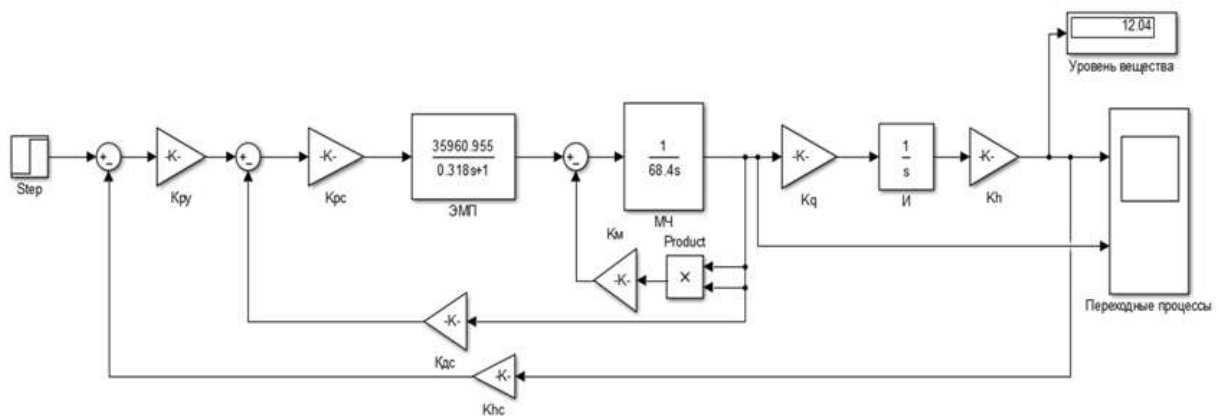 12.04
Уровень вещества
Step
+
-
-K-
Kру
+
-
-K-
Kрс
35960.955
0.318s+1
ЭМП
+
-
1
68.4s
МЧ
-K-
Kq
1
s
И
-K-
Kh
Переходные процессы
Kм
-K-
Product
×
-K-
Kдс
-K-
Khc